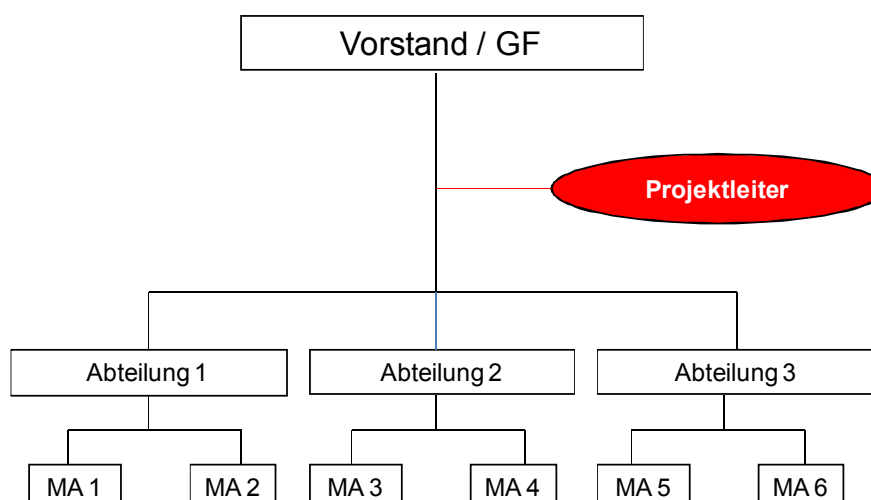 Vorstand / GF
Projektleiter
Abteilung 1
Abteilung 2
Abteilung 3
MA 1
MA 2
MA 3
MA 4
MA 5
MA 6